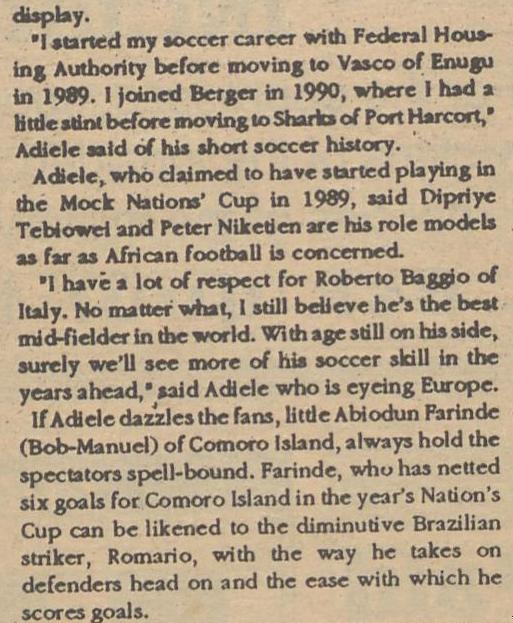 display.
"I started my soccer career with Federal Hous-
ing Authority before moving to Vasco of Enugu
in 1989. I joined Berger in 1990, where I had a
little stint before moving to Sharks of Port Harcort,"
Adiele said of his short soccer history.
Adiele, who claimed to have started playing in
the Mock Nations' Cup in 1989, said Dipriye
Tebiowei and Peter Niketien are his role models
as far as African football is concerned.
"I have a lot of respect for Roberto Baggio of
Italy. No matter what, I still believe he's the best
mid-fielder in the world. With age still on his side,
surely we'll see more of his soccer skill in the
years ahead," said Adiele who is eyeing Europe.
If Adiele dazzles the fans, little Abiodun Farinde
(Bob-Manuel) of Comoro Island, always hold the
spectators spell-bound. Farinde, who has netted
six goals for Comoro Island in the year's Nation's
Cup can be likened to the diminutive Brazilian
striker, Romario, with the way he takes on
defenders head on and the ease with which he
scores goals.